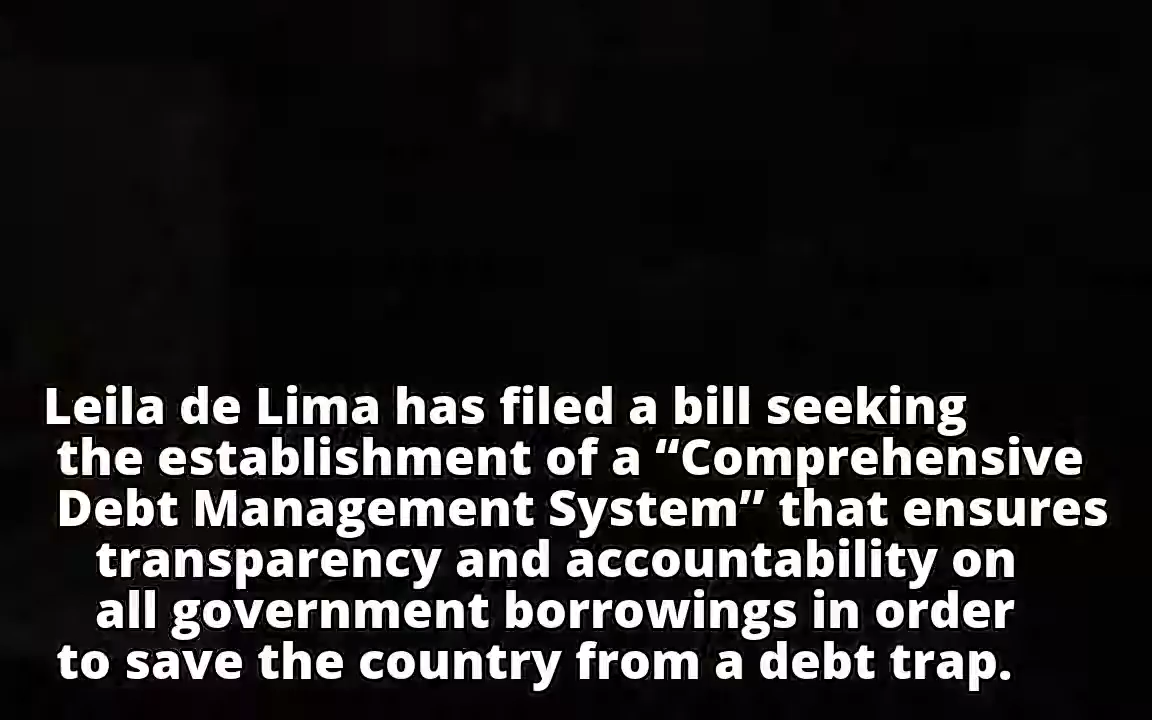 Leila de Lima has filed a bill seeking
the establishment of a “Comprehensive
Debt Management System” that ensures
transparency and accountability on
all government borrowings in order
to save the country from a debt trap.